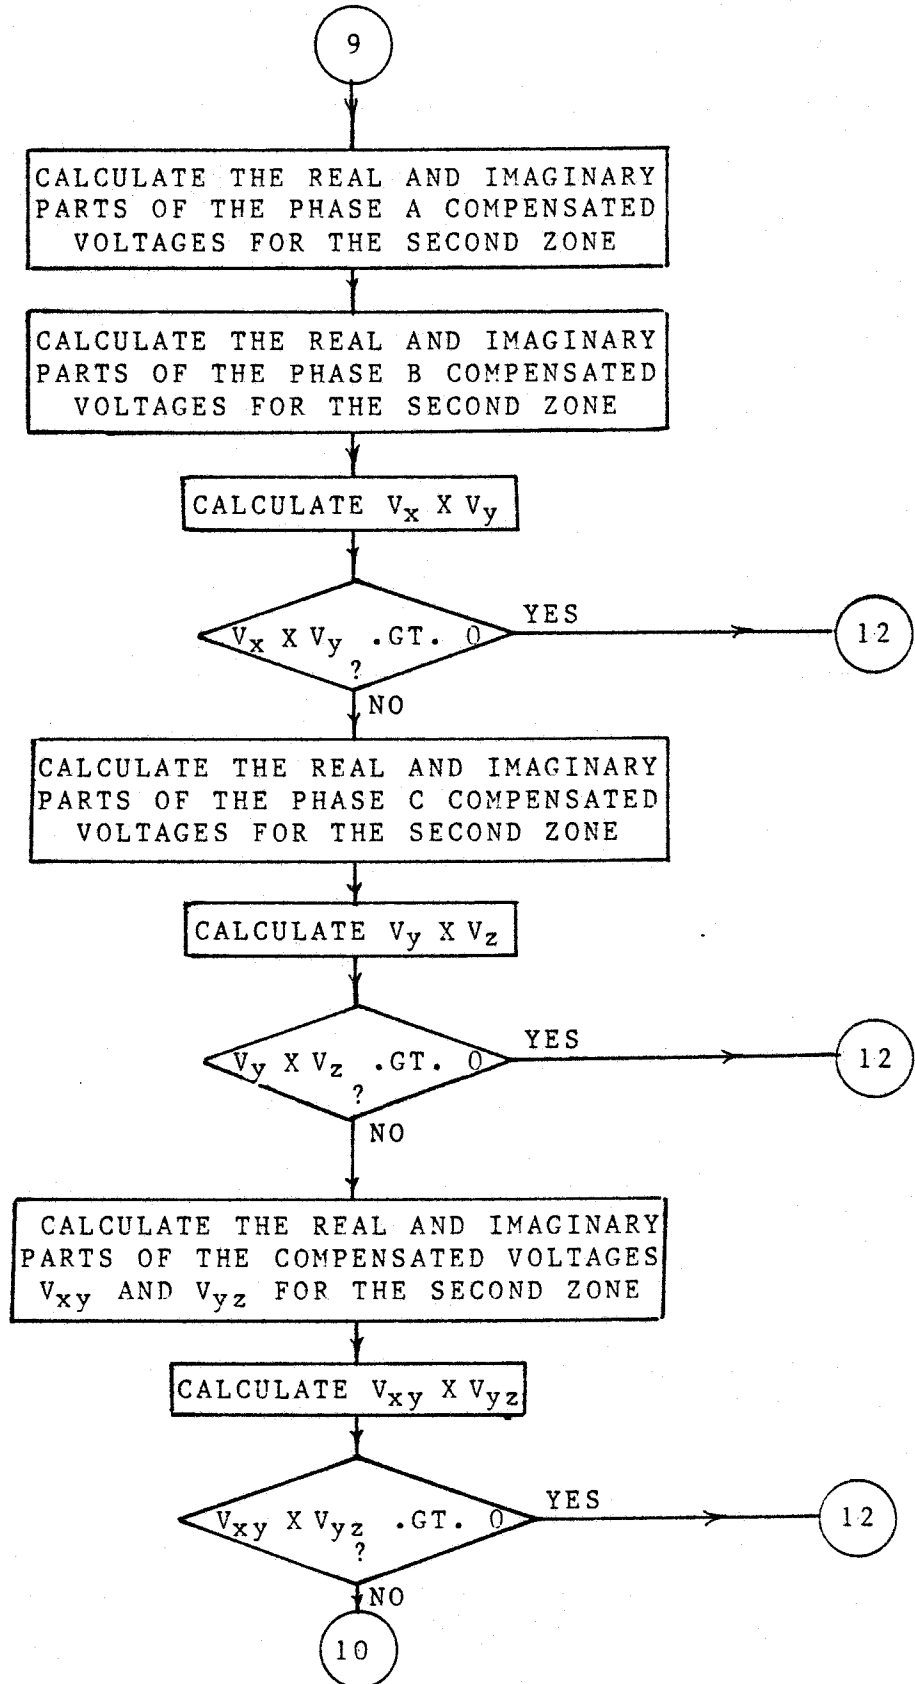 9
CALCULATE THE REAL AND IMAGINARY
PARTS OF THE PHASE A COMPENSATED
VOLTAGES FOR THE SECOND ZONE
CALCULATE THE REAL AND IMAGINARY
PARTS OF THE PHASE B COMPENSATED
VOLTAGES FOR THE SECOND ZONE
CALCULATE Vx X Vy
Vx X Vy .GT. 0
?
YES
12
NO
CALCULATE THE REAL AND IMAGINARY
PARTS OF THE PHASE C COMPENSATED
VOLTAGES FOR THE SECOND ZONE
CALCULATE Vy X Vz
Vy X Vz .GT. 0
?
YES
12
NO
CALCULATE THE REAL AND IMAGINARY
PARTS OF THE COMPENSATED VOLTAGES
Vxy AND Vyz FOR THE SECOND ZONE
CALCULATE Vxy X Vyz
Vxy X Vyz .GT. 0
?
YES
12
NO
10